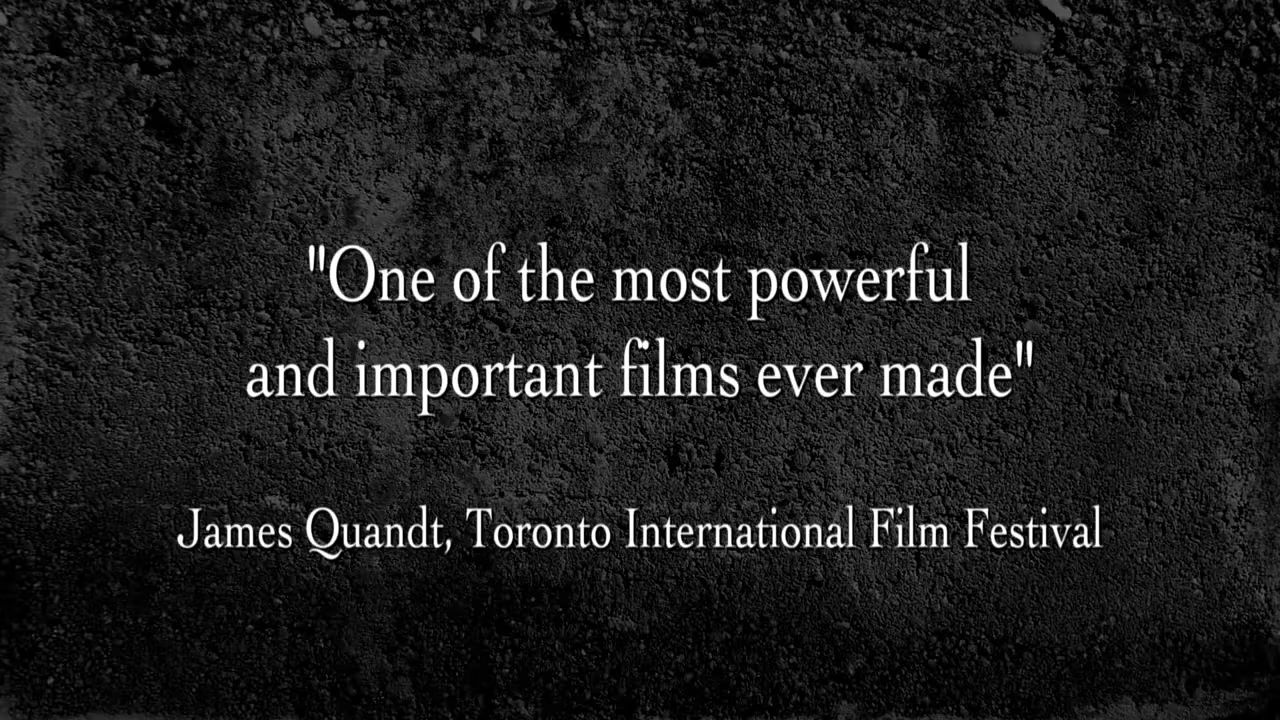 "One of the most powerful
and important films ever made"
James Quandt, Toronto International Film Festival